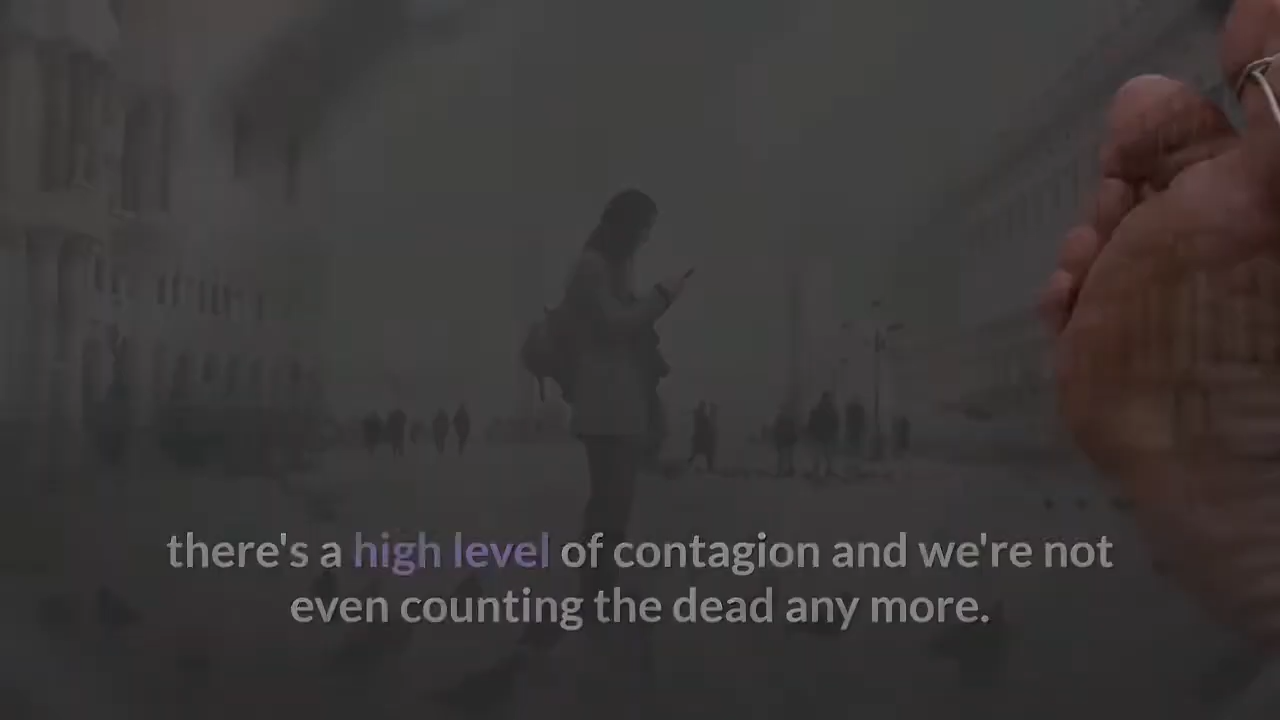 there's a high level of contagion and we're not
even counting the dead any more.